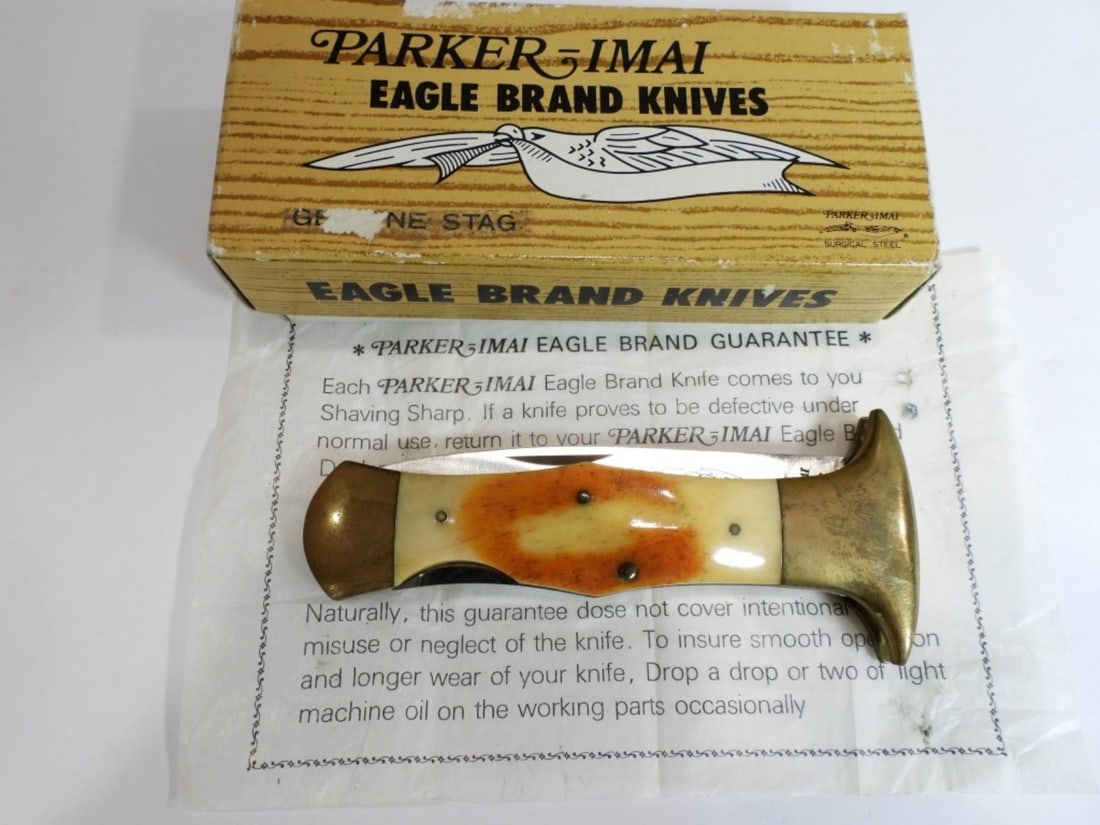 PARKER-IMAI
EAGLE BRAND KNIVES
GE NE STAG
PARKER-IMAI
SURGICAL STEEL
EAGLE BRAND KNIVES
* PARKER-IMAI EAGLE BRAND GUARANTEE *
Each PARKER-IMAI Eagle Brand Knife comes to you
Shaving Sharp. If a knife proves to be defective under
normal use, return it to your PARKER-IMAI Eagle
Naturally, this guarantee dose not cover intentional
misuse or neglect of the knife. To insure smooth
and longer wear of your knife, Drop a drop or two of light
machine oil on the working parts occasionally